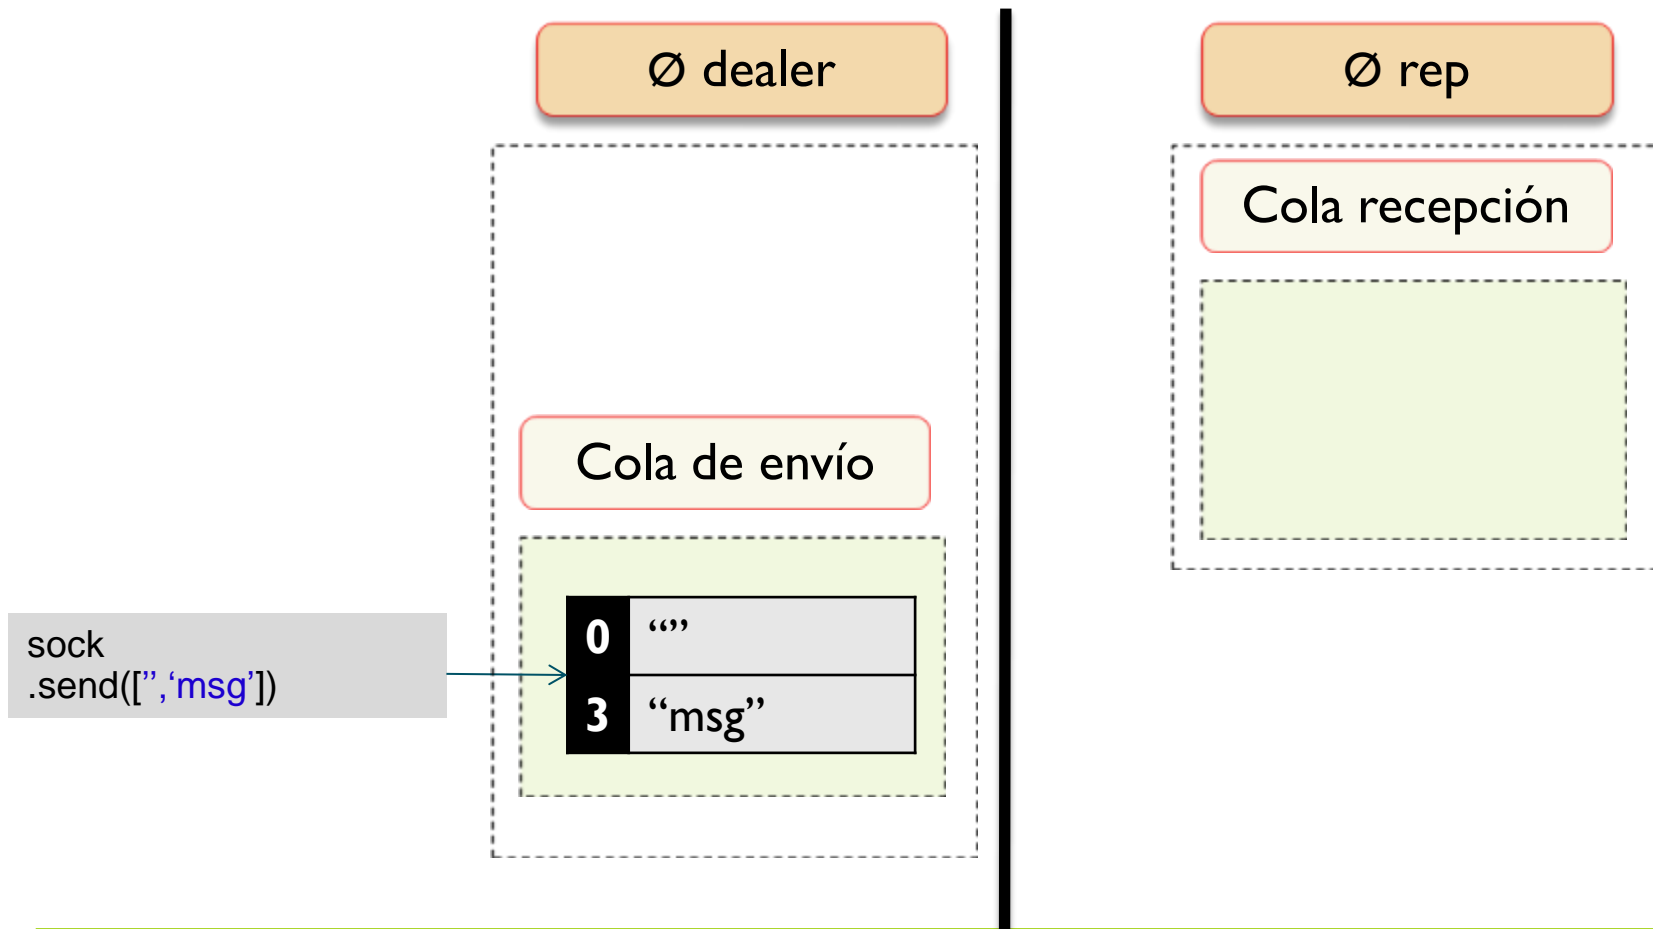 Ø dealer
Ø rep
Cola recepción
Cola de envío
sock
.send(['',‘msg’])
0 “”
3 “msg”